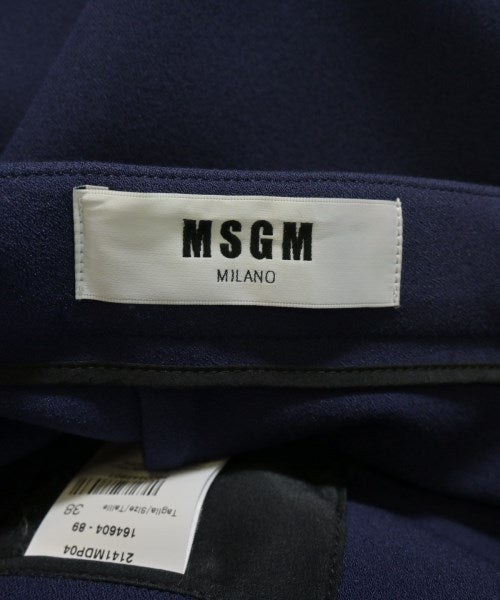 MSGM
MILANO
Taglia/Size/Taille
38
164604 - 89
2141MDP04